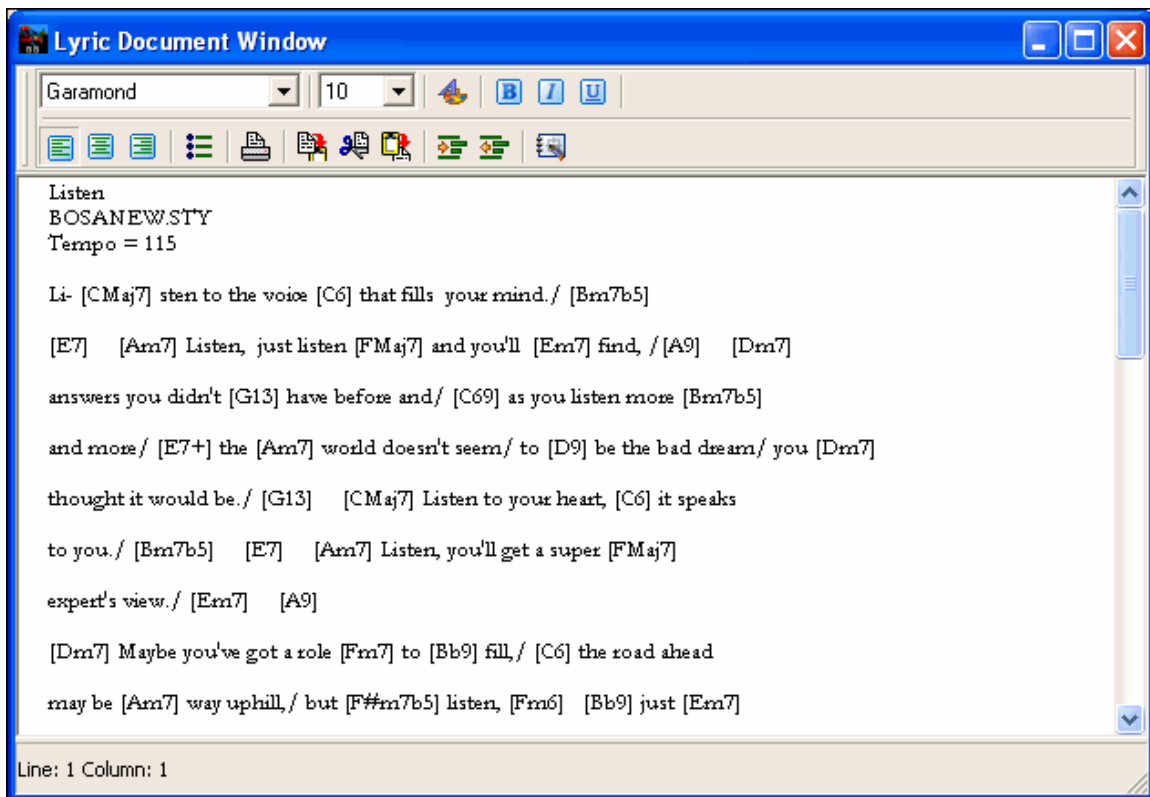 Lyric Document Window
Garamond 10 B I U
Listen
BOSANEW.STY
Tempo = 115
Li- [CMaj7] sten to the voice [C6] that fills your mind./ [Bm7b5]
[E7] [Am7] Listen, just listen [FMaj7] and you'll [Em7] find, /[A9] [Dm7]
answers you didn't [G13] have before and/ [C69] as you listen more [Bm7b5]
and more/ [E7+] the [Am7] world doesn't seem/ to [D9] be the bad dream/ you [Dm7]
thought it would be./ [G13] [CMaj7] Listen to your heart, [C6] it speaks
to you./ [Bm7b5] [E7] [Am7] Listen, you'll get a super [FMaj7]
expert's view./ [Em7] [A9]
[Dm7] Maybe you've got a role [Fm7] to [Bb9] fill,/ [C6] the road ahead
may be [Am7] way uphill,/ but [F#m7b5] listen, [Fm6] [Bb9] just [Em7]
Line: 1 Column: 1